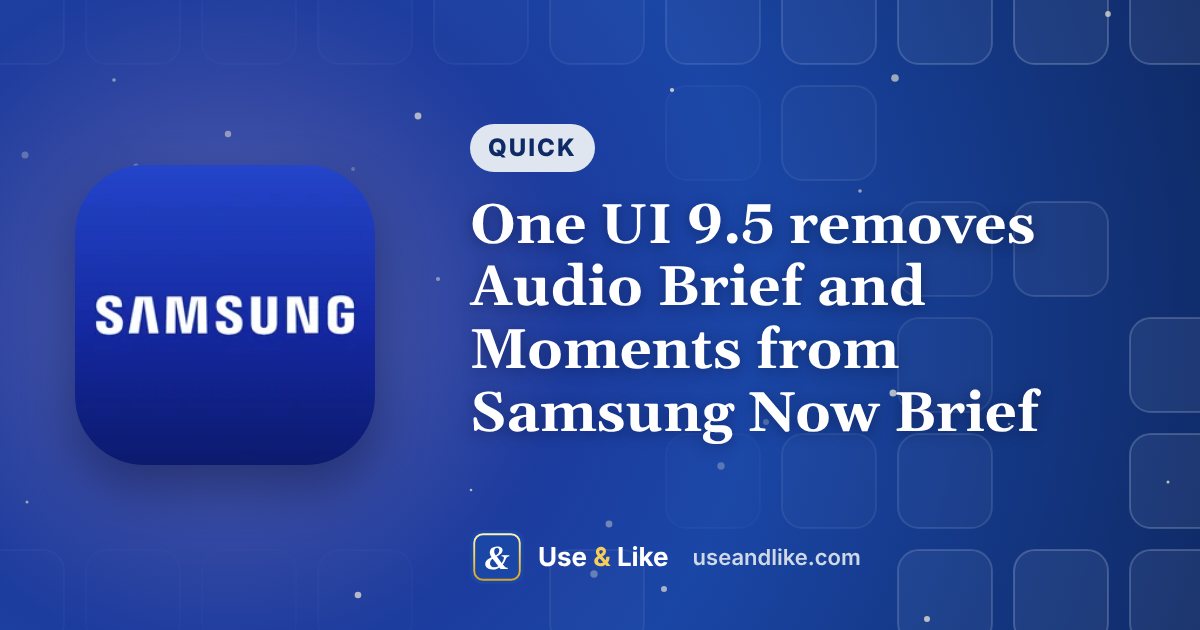 SAMSUNG
QUICK
One UI 9.5 removes
Audio Brief and
Moments from
Samsung Now Brief
& Use & Like useandlike.com